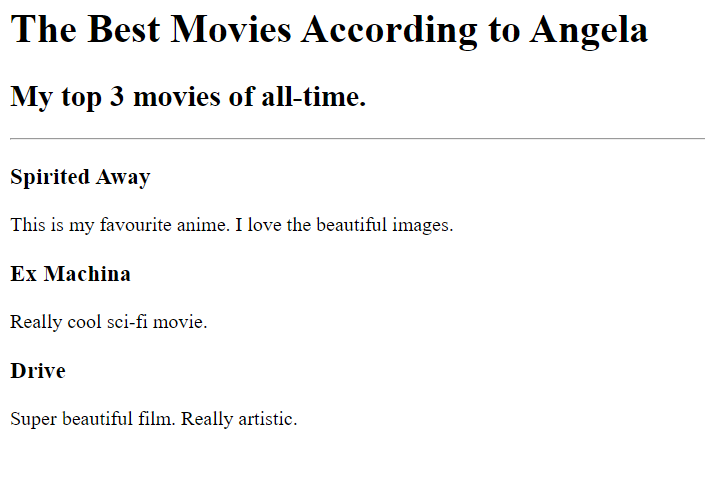 The Best Movies According to Angela
My top 3 movies of all-time.
Spirited Away
This is my favourite anime. I love the beautiful images.
Ex Machina
Really cool sci-fi movie.
Drive
Super beautiful film. Really artistic.